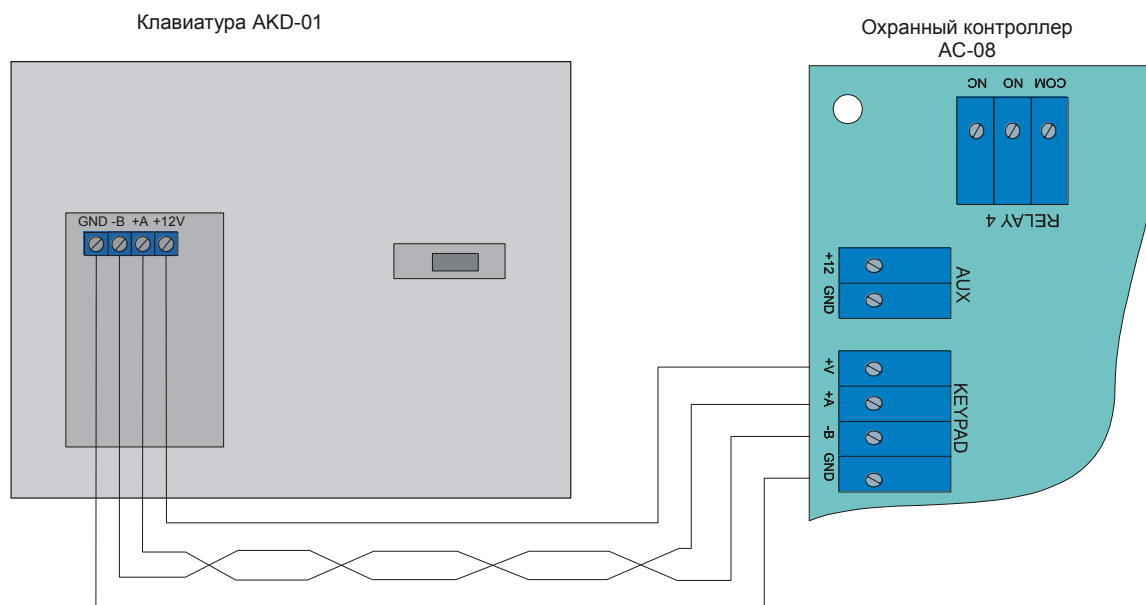 Клавиатура AKD-01
Охранный контроллер
AC-08
NC NO COM
RELAY 4
GND -B +A +12V
+12
GND
AUX
+V
+A
-B
GND
KEYPAD